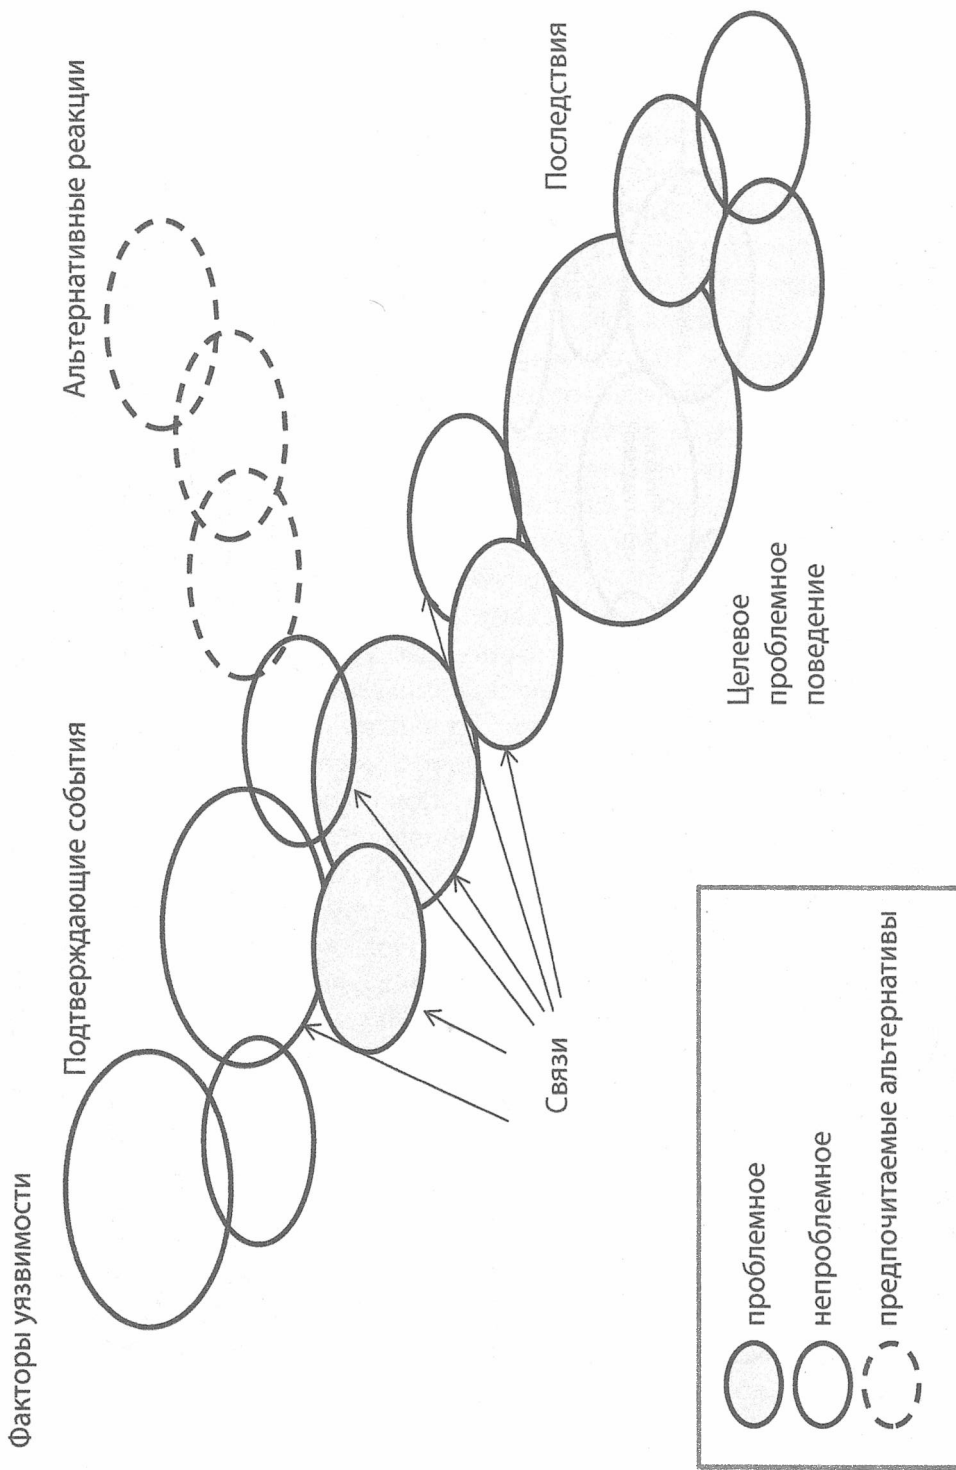 Факторы уязвимости
Подтверждающие события
Альтернативные реакции
Связи
Целевое
проблемное
поведение
Последствия
проблемное
непроблемное
предпочитаемые альтернативы